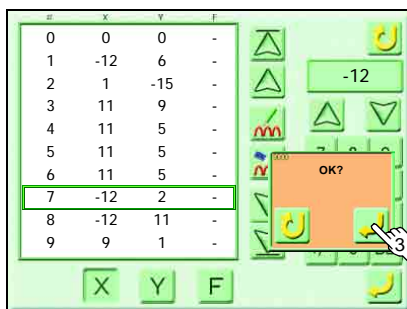 # X Y F
0 0 0 -
1 -12 6 -
2 1 -15 -
3 11 9 -
4 11 5 -
5 11 5 -
6 11 5 -
7 -12 2 -
8 -12 11 -
9 9 1 -
-12
OK?
3
X Y F